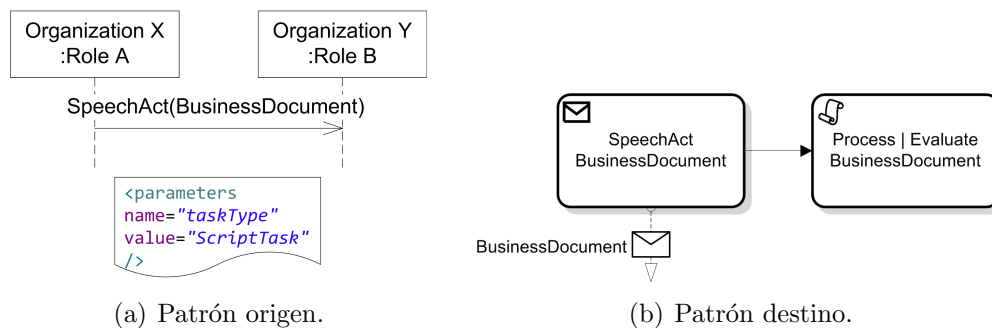 Organization X
:Role A
Organization Y
:Role B
SpeechAct(BusinessDocument)
<parameters
name="taskType"
value="ScriptTask"
/>
(a) Patrón origen.
SpeechAct
BusinessDocument
Process | Evaluate
BusinessDocument
BusinessDocument
(b) Patrón destino.